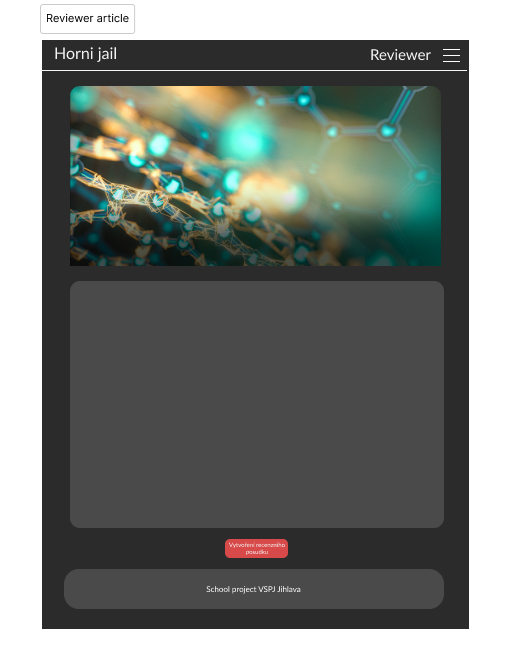 Reviewer article
Horni jail
Reviewer
Vytvoření recenzního
posudku
School project VSPJ Jihlava